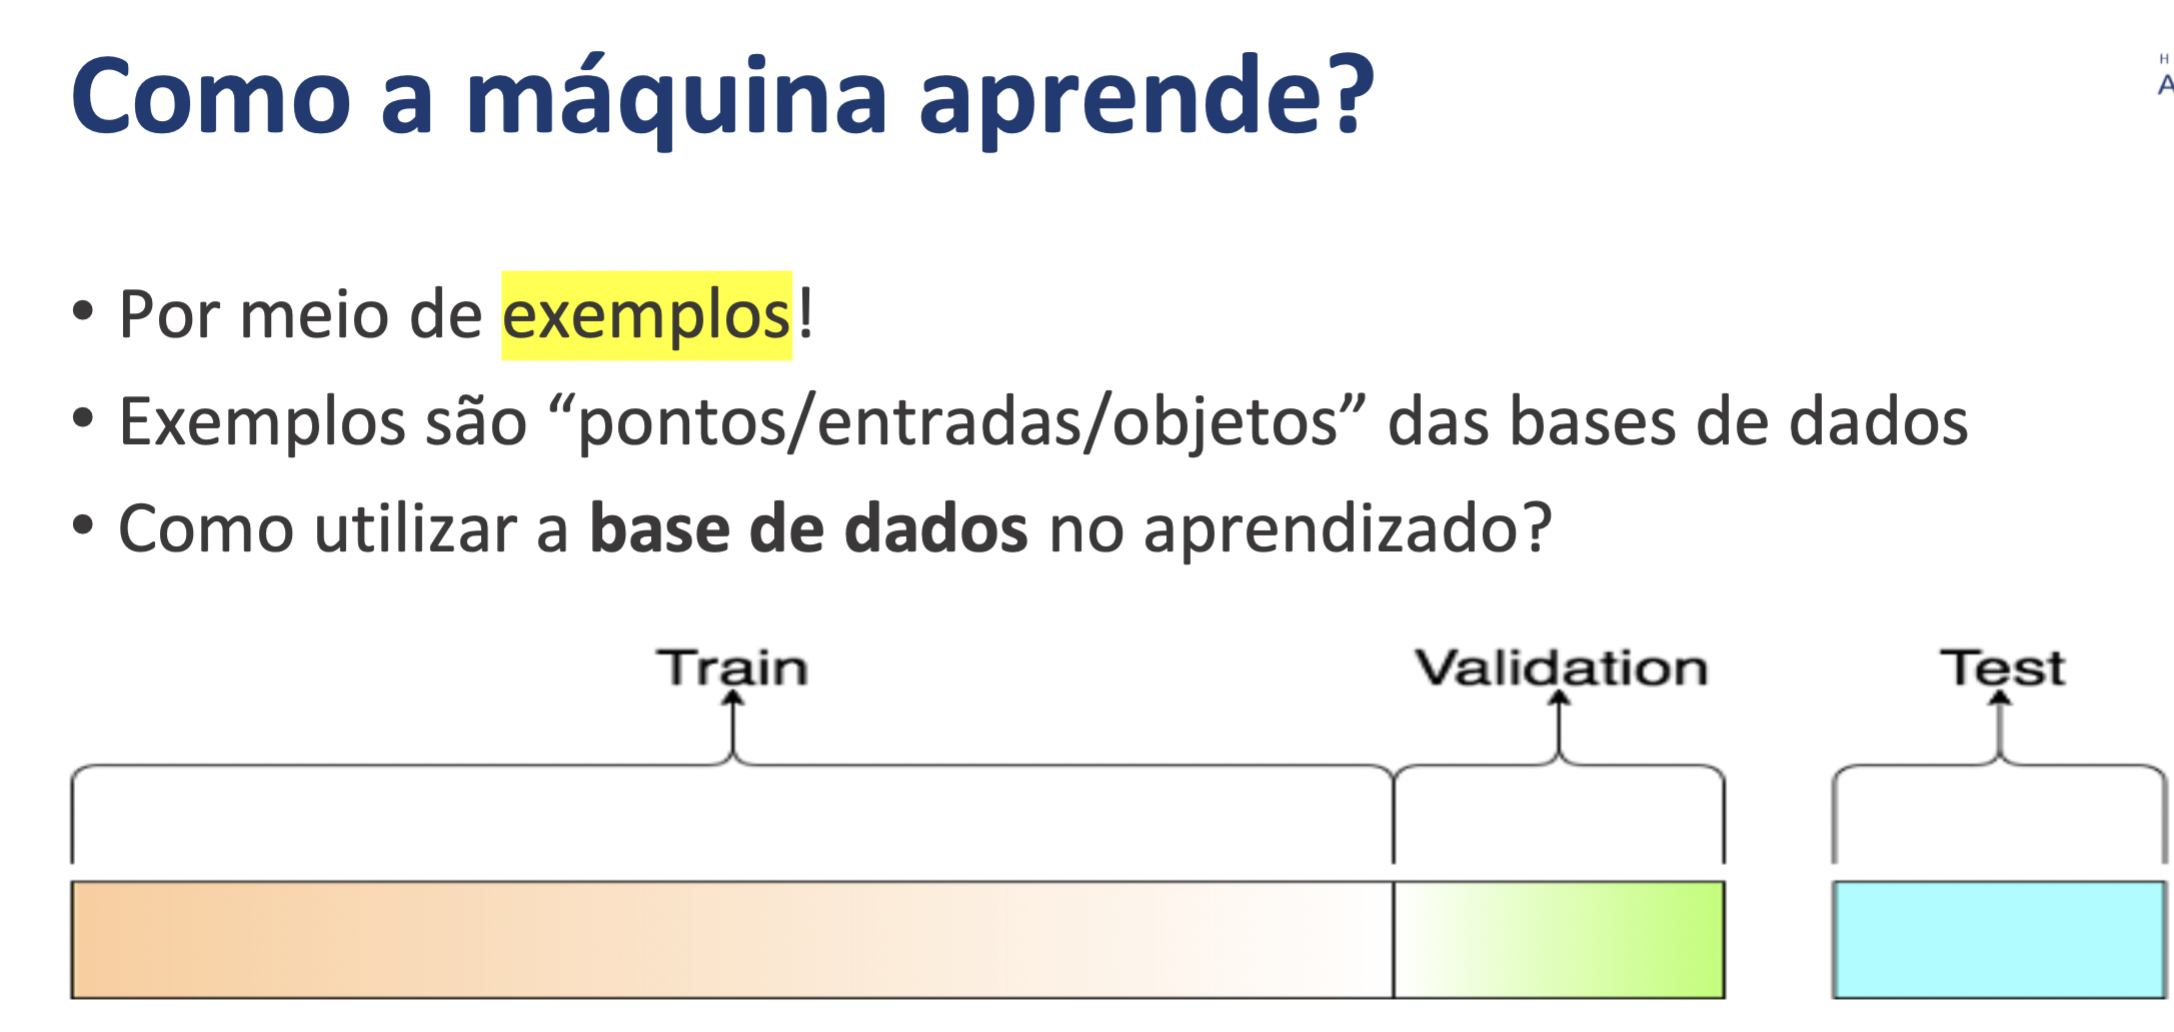 Como a máquina aprende?
H
A
• Por meio de exemplos!
• Exemplos são “pontos/entradas/objetos” das bases de dados
• Como utilizar a base de dados no aprendizado?
Train Validation Test